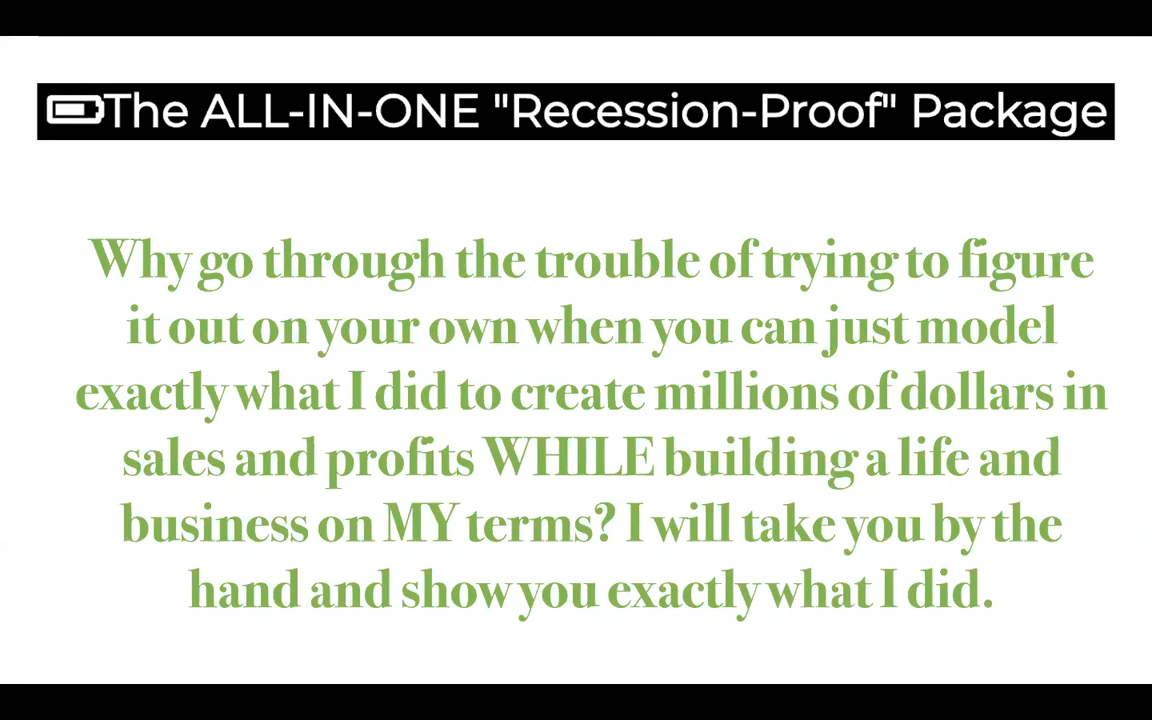 The ALL-IN-ONE "Recession-Proof" Package
Why go through the trouble of trying to figure
it out on your own when you can just model
exactly what I did to create millions of dollars in
sales and profits WHILE building a life and
business on MY terms? I will take you by the
hand and show you exactly what I did.